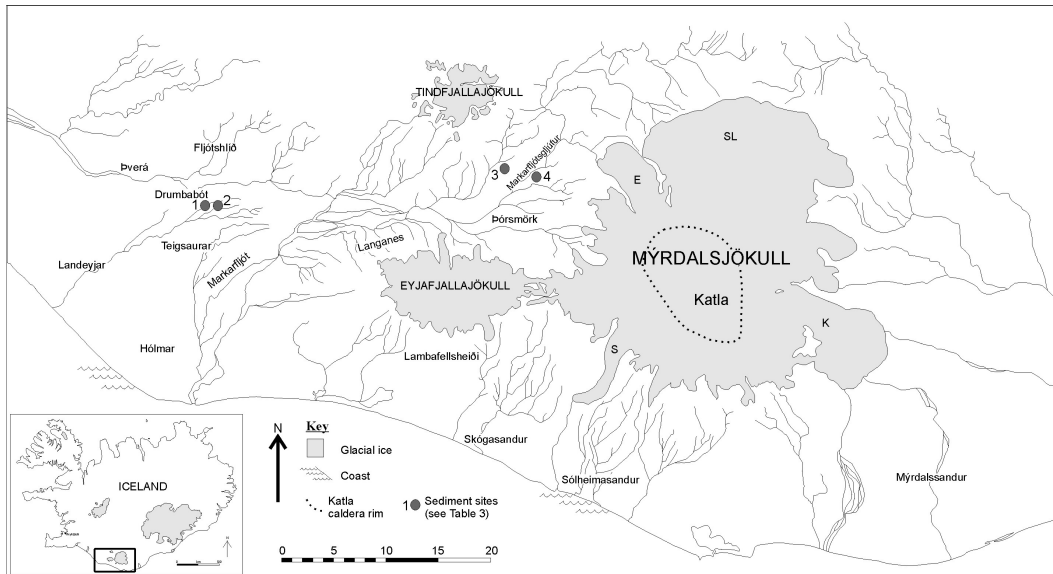 TINDFJALLAJÖKULL
SL
Fljótshlið
Markarfljótsgljúfur
Þverá
3
4
E
Drumbabót
1
2
Þórsmörk
Teigsaurar
Langanes
Landeyjar
Markarfljót
MÝRDALSJÖKULL
EYJAFJALLAJÖKULL
Katla
K
Hólmar
S
Lambafellsheiði
Skógasandur
Sólheimasandur
Mýrdalssandur
N
Key
Glacial ice
Coast
Katla
caldera rim
1
Sediment sites
(see Table 3)
0 5 10 15 20
ICELAND
N